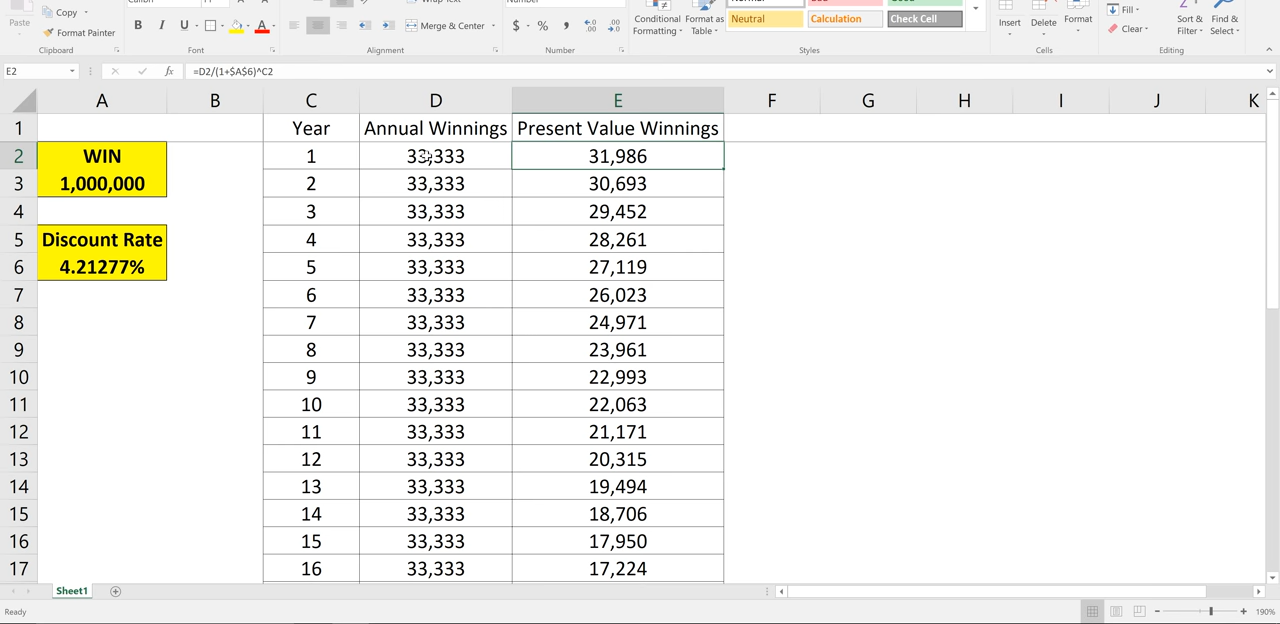 Paste
Copy
Format Painter
Clipboard
B I U
Font
Merge & Center
Alignment
$ % ,
Number
Conditional Formatting
Format as Table
Neutral
Calculation
Check Cell
Styles
Insert
Delete
Format
Cells
Fill
Clear
Sort & Filter
Find & Select
Editing
E2
fx
=D2/(1+$A$6)^C2
A B C D E F G H I J K
1 Year Annual Winnings Present Value Winnings
2 WIN 1 33,333 31,986
3 1,000,000 2 33,333 30,693
4 3 33,333 29,452
5 Discount Rate 4 33,333 28,261
6 4.21277% 5 33,333 27,119
7 6 33,333 26,023
8 7 33,333 24,971
9 8 33,333 23,961
10 9 33,333 22,993
11 10 33,333 22,063
12 11 33,333 21,171
13 12 33,333 20,315
14 13 33,333 19,494
15 14 33,333 18,706
16 15 33,333 17,950
17 16 33,333 17,224
Sheet1
Ready
190%